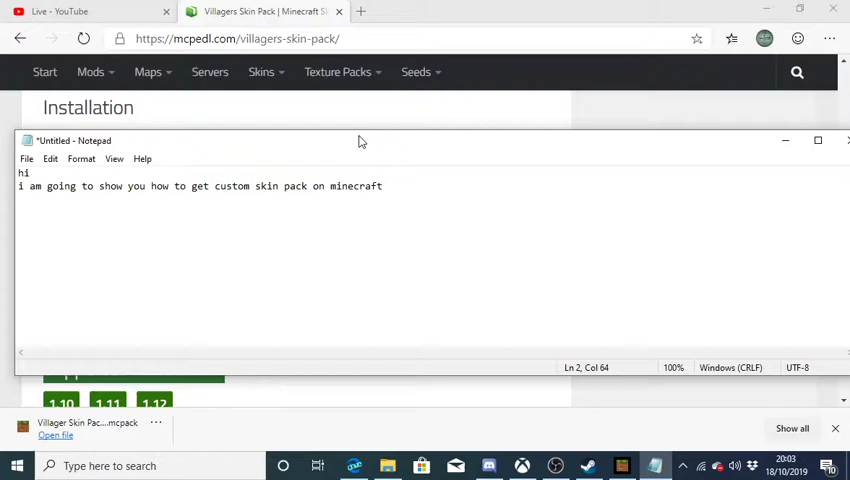 Live - YouTube
Villagers Skin Pack | Minecraft Sk
https://mcpedl.com/villagers-skin-pack/
Start Mods Maps Servers Skins Texture Packs Seeds
Installation
*Untitled - Notepad
File Edit Format View Help
hi
i am going to show you how to get custom skin pack on minecraft
Ln 2, Col 64 100% Windows (CRLF) UTF-8
1.10 1.11 1.12
Villager Skin Pac....mcpack
Open file
Show all
Type here to search
20:03
18/10/2019
10